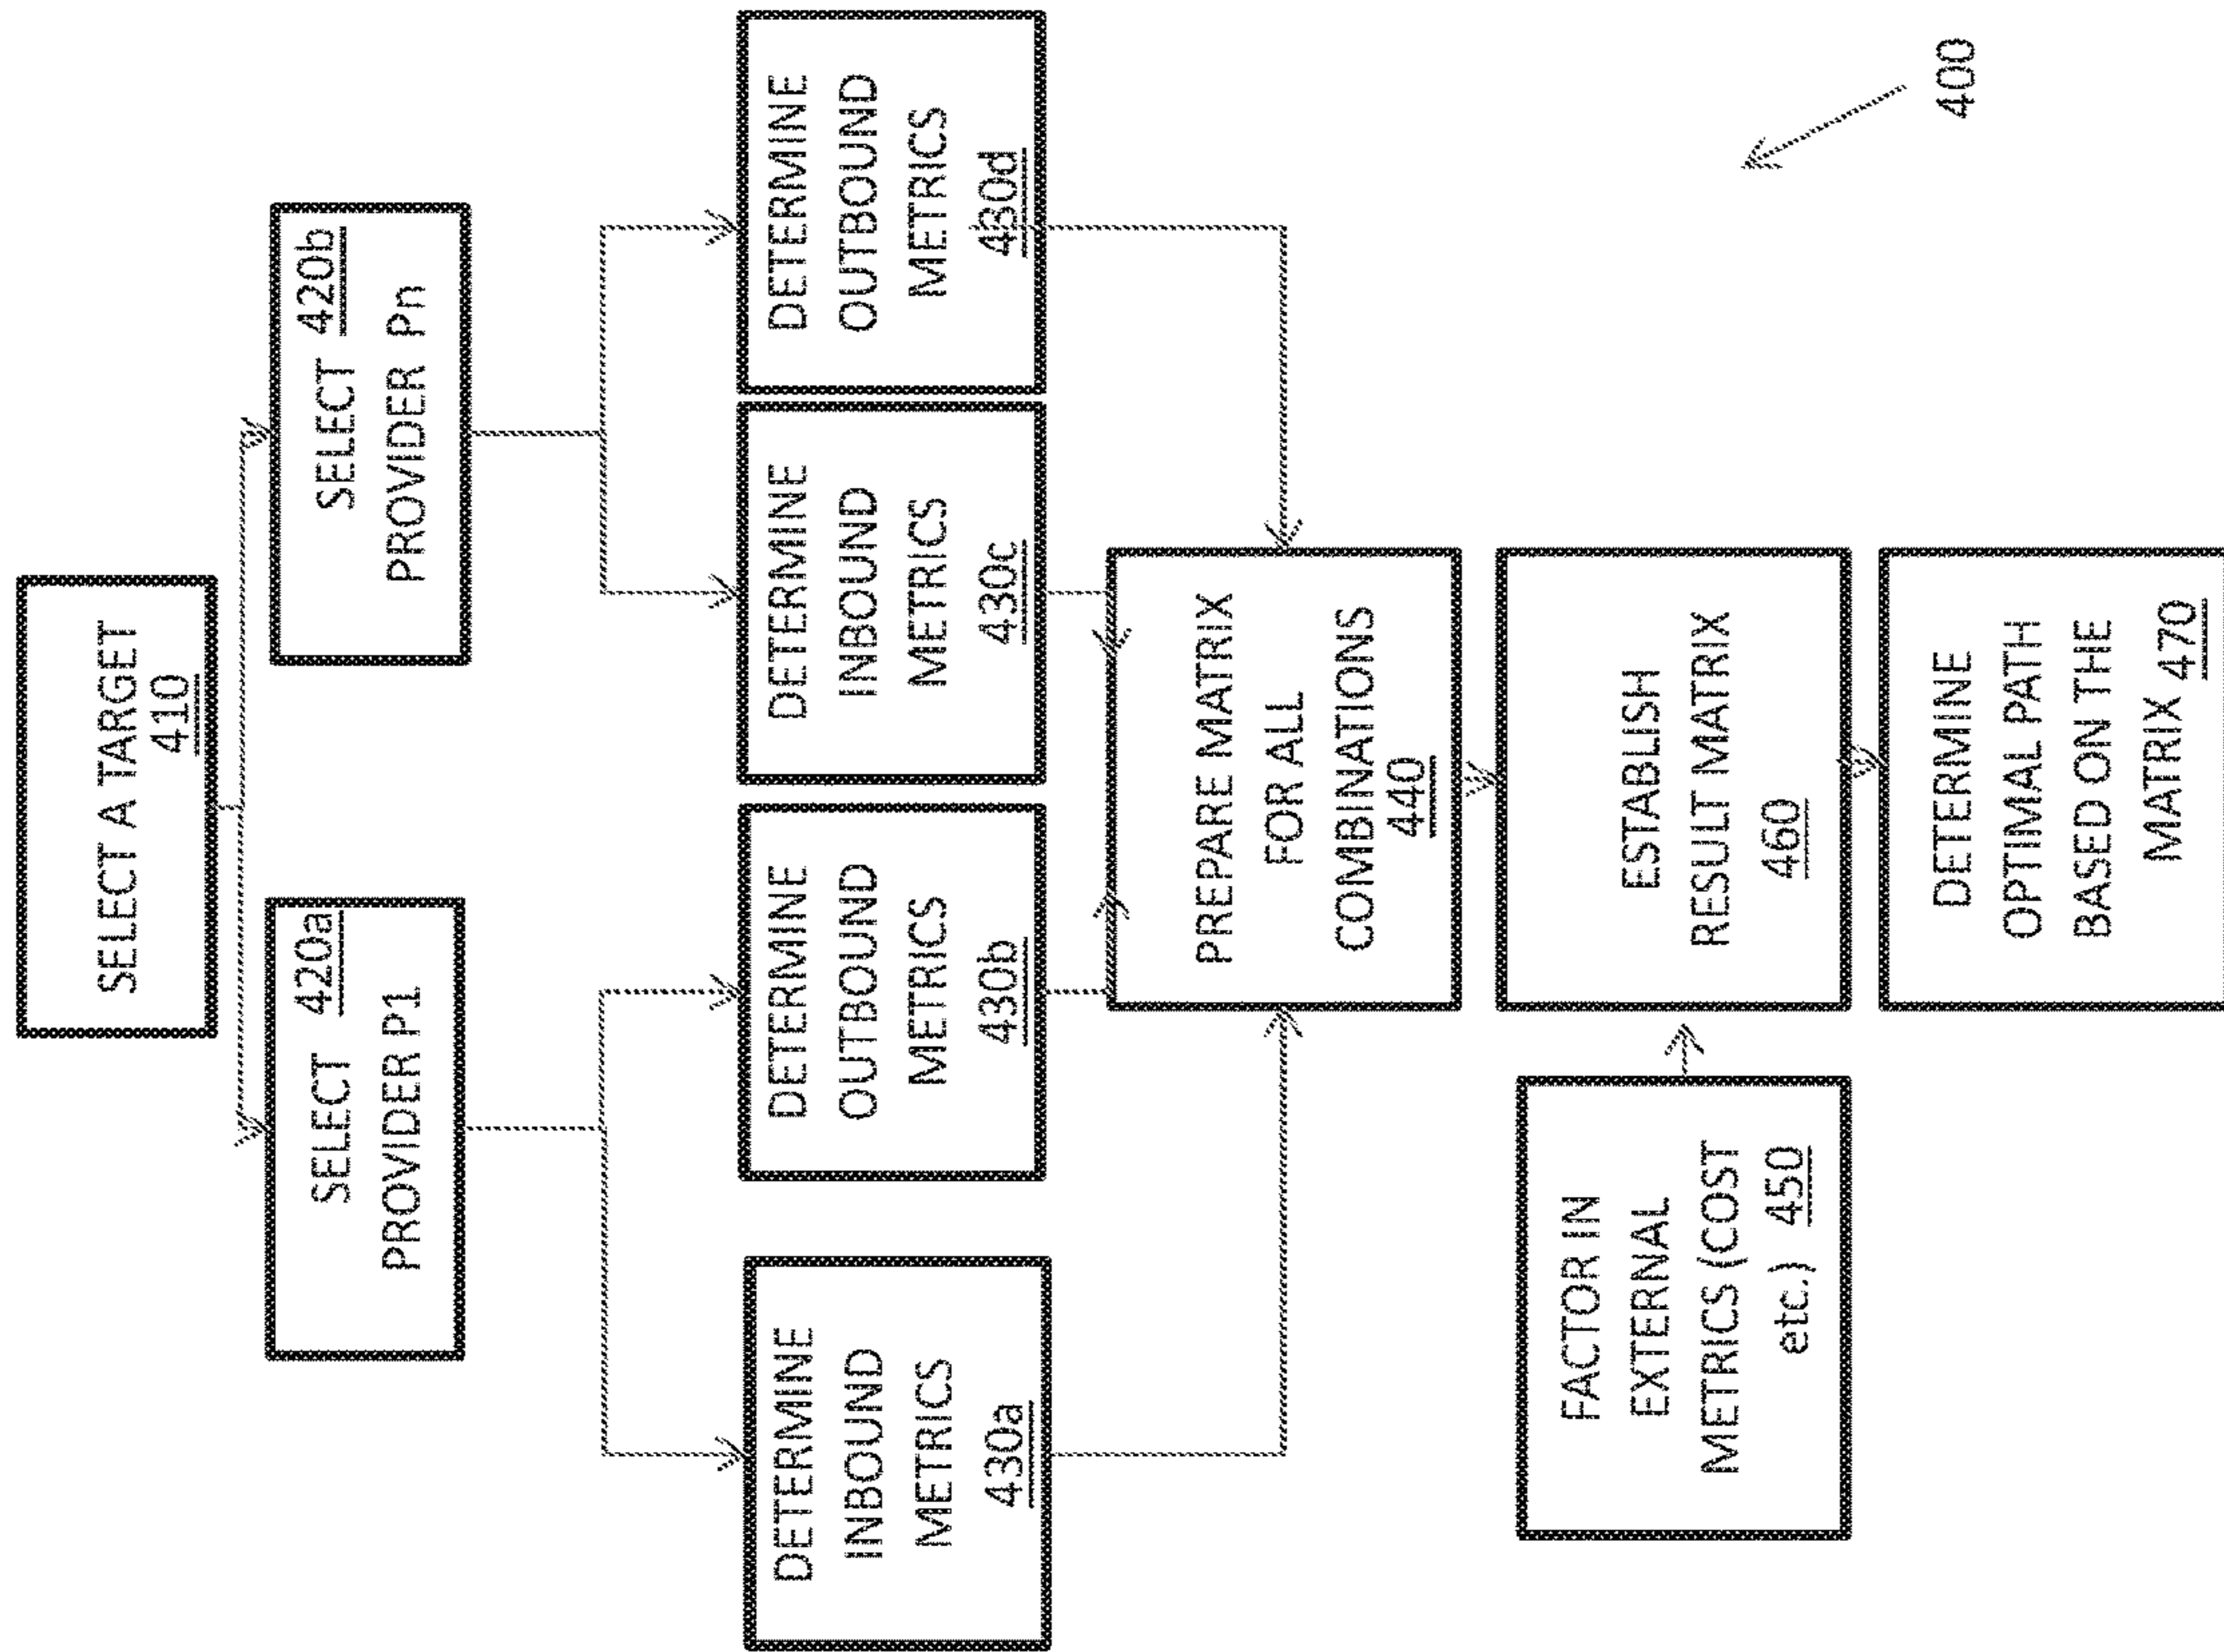 SELECT A TARGET
410
SELECT 420a
PROVIDER P1
SELECT 420b
PROVIDER Pn
DETERMINE
INBOUND
METRICS
430a
DETERMINE
OUTBOUND
METRICS
430b
DETERMINE
INBOUND
METRICS
430c
DETERMINE
OUTBOUND
METRICS
430d
PREPARE MATRIX
FOR ALL
COMBINATIONS
440
FACTOR IN
EXTERNAL
METRICS (COST
etc.) 450
ESTABLISH
RESULT MATRIX
460
DETERMINE
OPTIMAL PATH
BASED ON THE
MATRIX 470
400